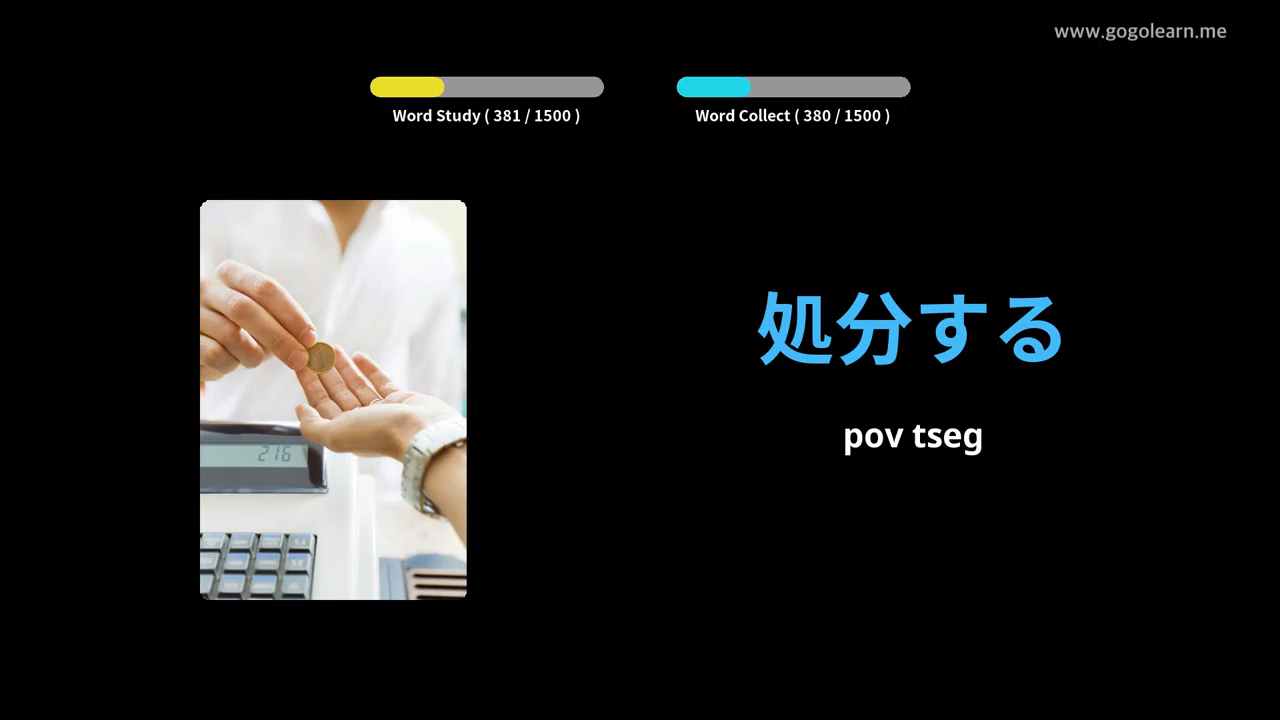 www.gogolearn.me
Word Study ( 381 / 1500 )
Word Collect ( 380 / 1500 )
216
処分する
pov tseg